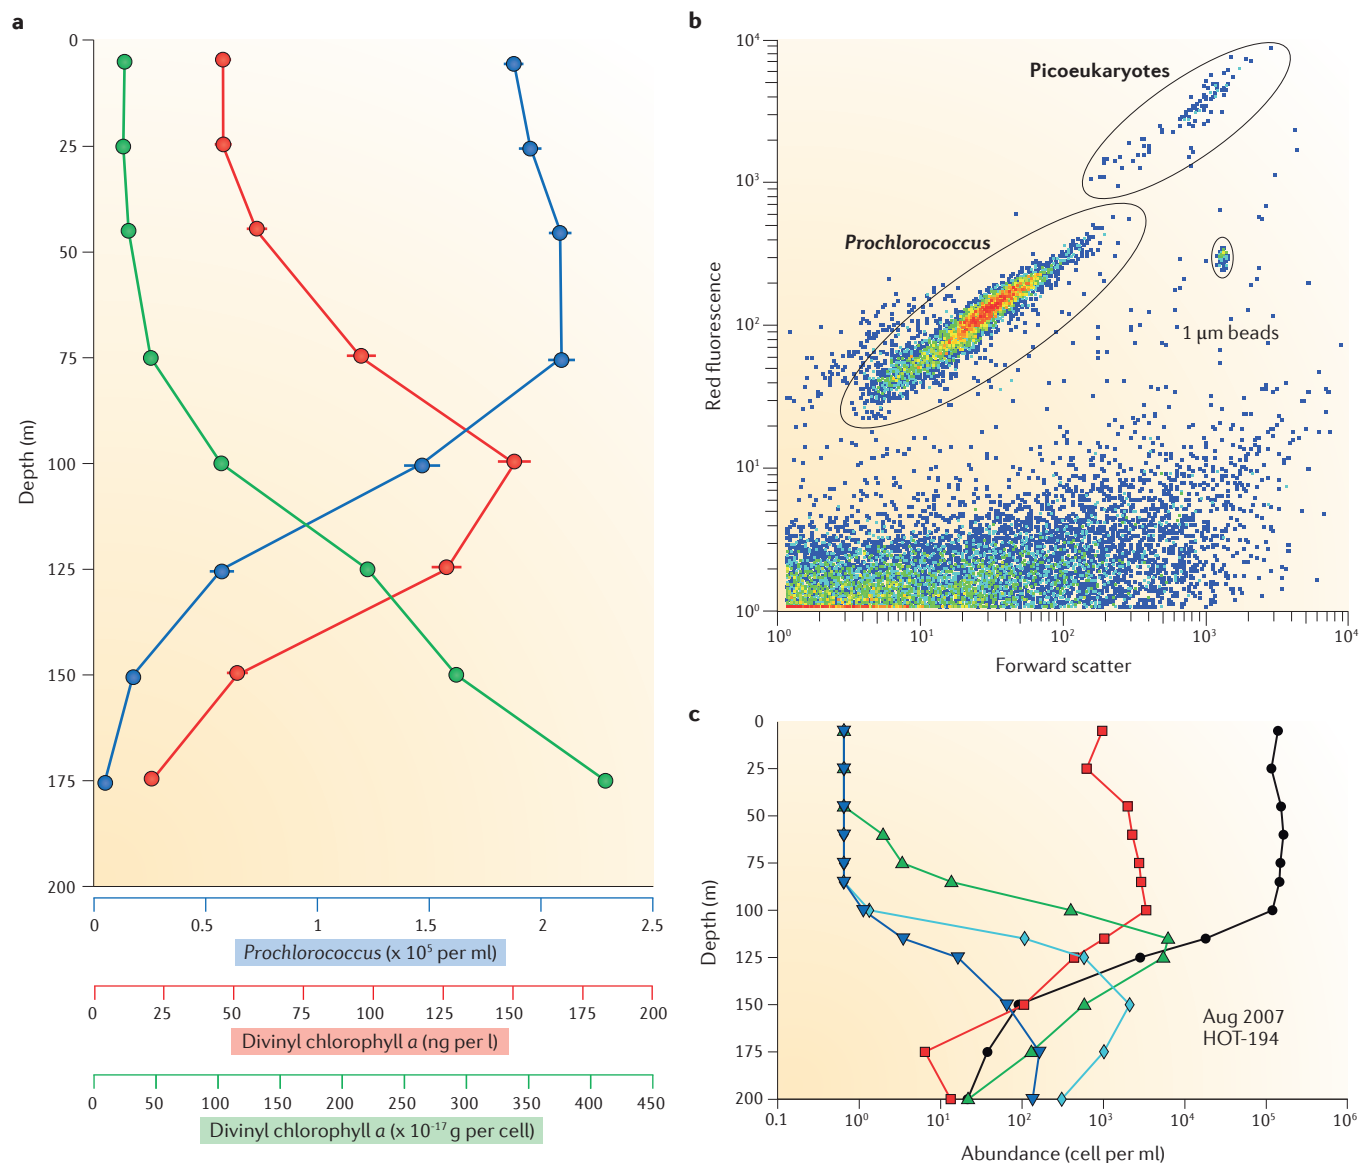 a
0
25
50
75
100
125
150
175
200
Depth (m)
0 0.5 1 1.5 2 2.5
Prochlorococcus (x 10⁵ per ml)
0 25 50 75 100 125 150 175 200
Divinyl chlorophyll a (ng per l)
0 50 100 150 200 250 300 350 400 450
Divinyl chlorophyll a (x 10⁻¹⁷ g per cell)
b
10⁴
10³
10²
10¹
10⁰
Red fluorescence
Picoeukaryotes
Prochlorococcus
1 μm beads
10⁰ 10¹ 10² 10³ 10⁴
Forward scatter
c
0
25
50
75
100
125
150
175
200
Depth (m)
Aug 2007
HOT-194
0.1 10⁰ 10¹ 10² 10³ 10⁴ 10⁵ 10⁶
Abundance (cell per ml)